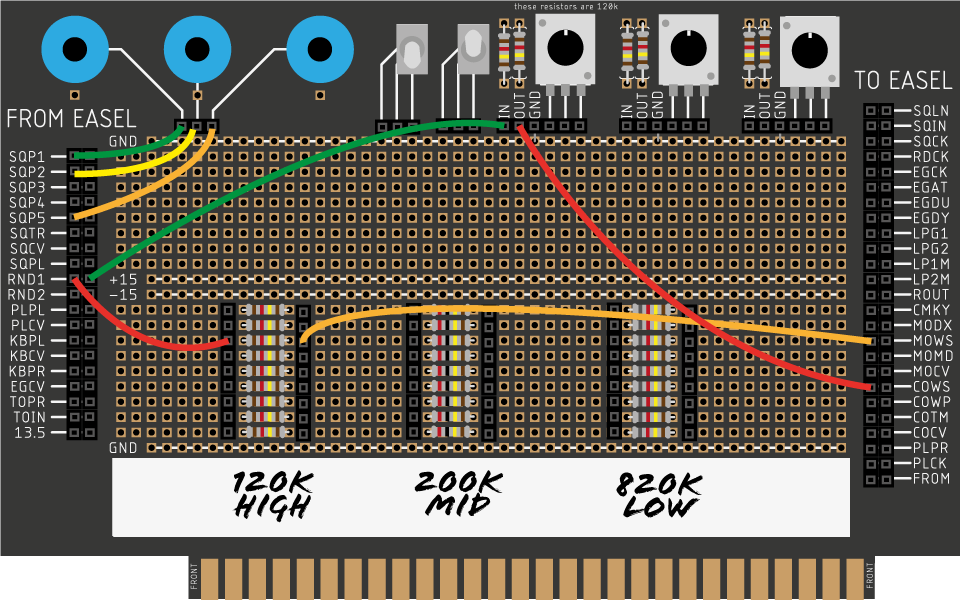 these resistors are 120k
IN OUT GND
IN OUT GND
IN OUT GND
FROM EASEL
TO EASEL
GND
SQP1
SQP2
SQP3
SQP4
SQP5
SQTR
SQCV
SQPL
RND1
RND2
PLPL
PLCV
KBPL
KBCV
KBPR
EGCV
TOPR
TOIN
13.5
+15
-15
GND
SQLN
SQIN
SQCK
RDCK
EGCK
EGAT
EGDU
EGDY
LPG1
LPG2
LP1M
LP2M
ROUT
CMKY
MODX
MOWS
MOMD
MOCV
COWS
COWP
COTM
COCV
PLPR
PLCK
FROM
120K
HIGH
200K
MID
820K
LOW
FRONT
FRONT